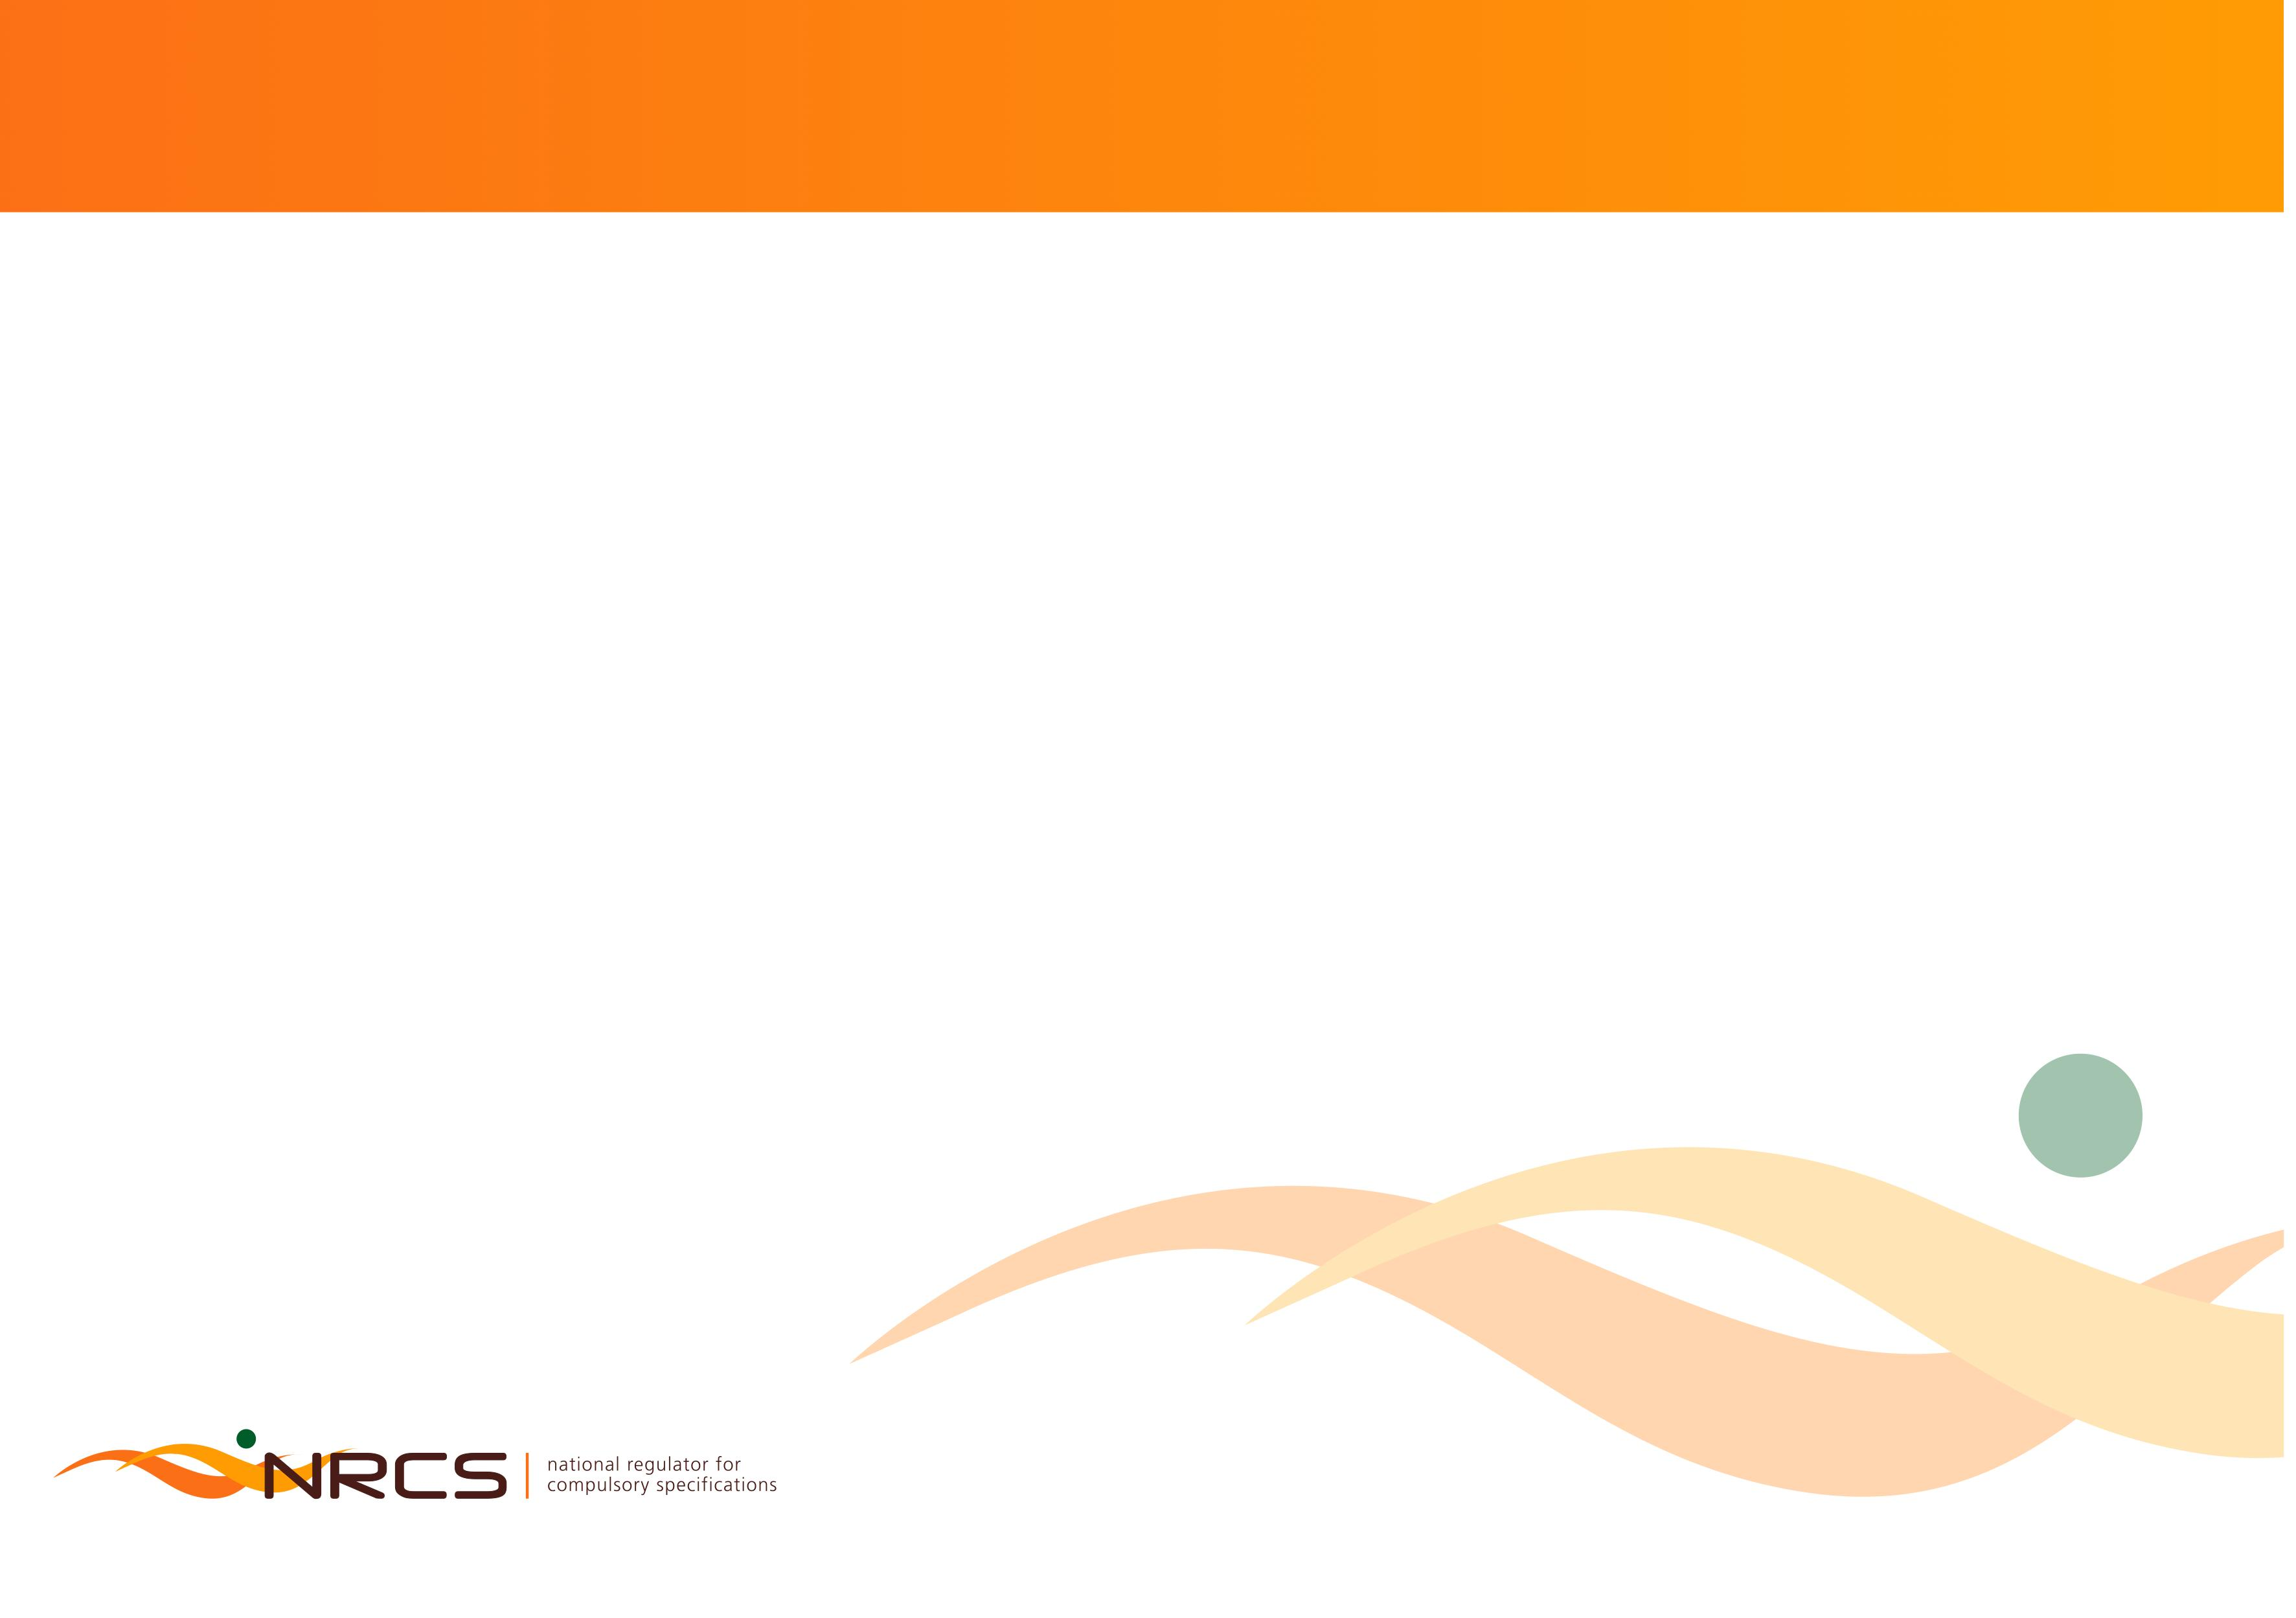 NRCS
national regulator for
compulsory specifications